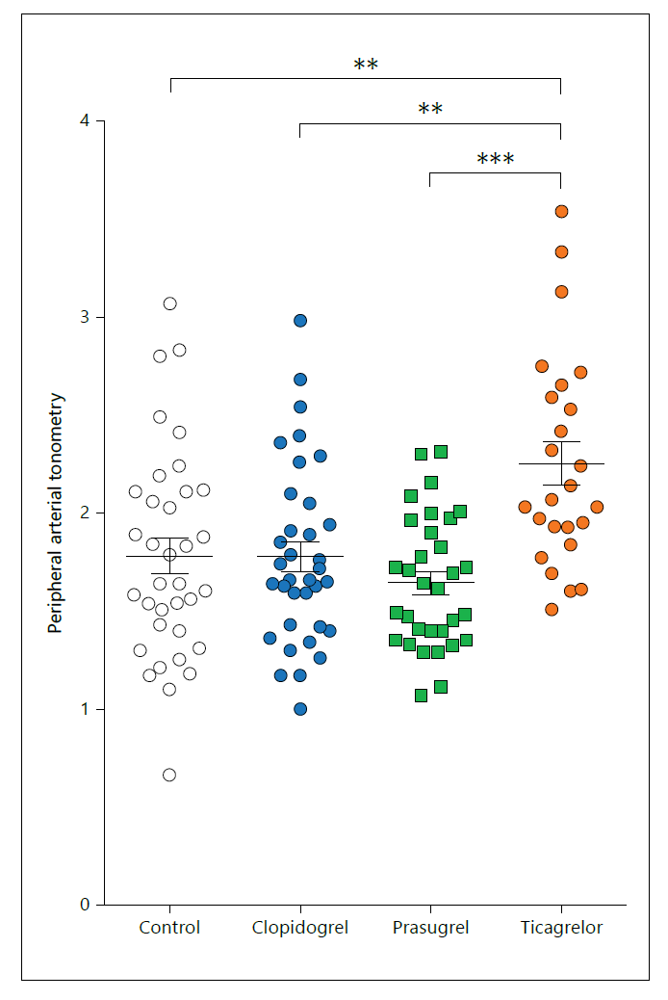 **
**
***
4
3
2
1
0
Peripheral arterial tonometry
Control
Clopidogrel
Prasugrel
Ticagrelor